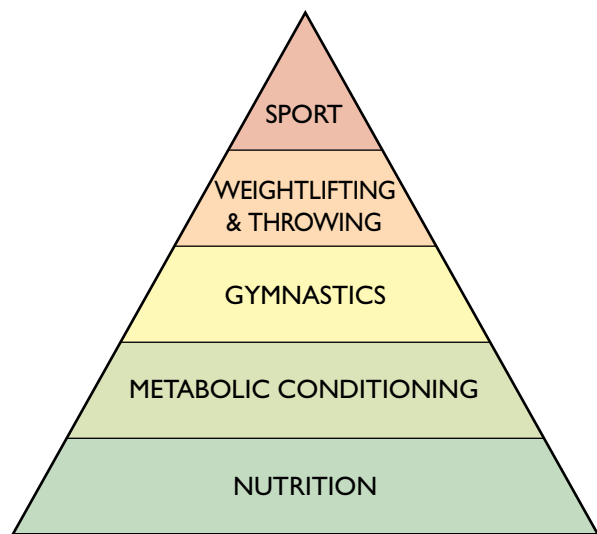 SPORT
WEIGHTLIFTING
& THROWING
GYMNASTICS
METABOLIC CONDITIONING
NUTRITION